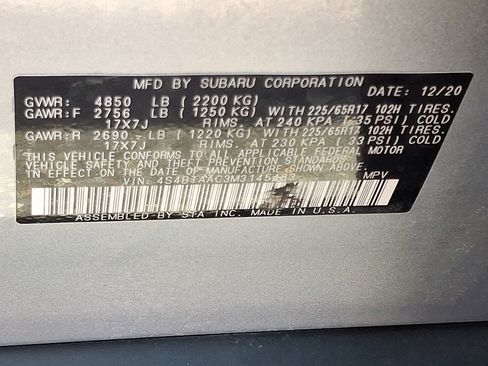 MFD BY SUBARU CORPORATION DATE: 12/20
GVWR: 4850 LB (2200 KG)
GAWR:F 2756 LB (1250 KG) WITH 225/65R17 102H TIRES.
17X7J RIMS. AT 240 KPA (35 PSI) COLD
GAWR:R 2690 LB (1220 KG) WITH 225/65R17 102H TIRES.
17X7J RIMS. AT 230 KPA (33 PSI) COLD
THIS VEHICLE CONFORMS TO ALL APPLICABLE FEDERAL MOTOR
VEHICLE SAFETY, BUMPER, AND THEFT PREVENTION STANDARDS
IN EFFECT ON THE DATE OF MANUFACTURE SHOWN ABOVE.
VIN: MPV
ASSEMBLED BY SIA INC. MADE IN U.S.A.